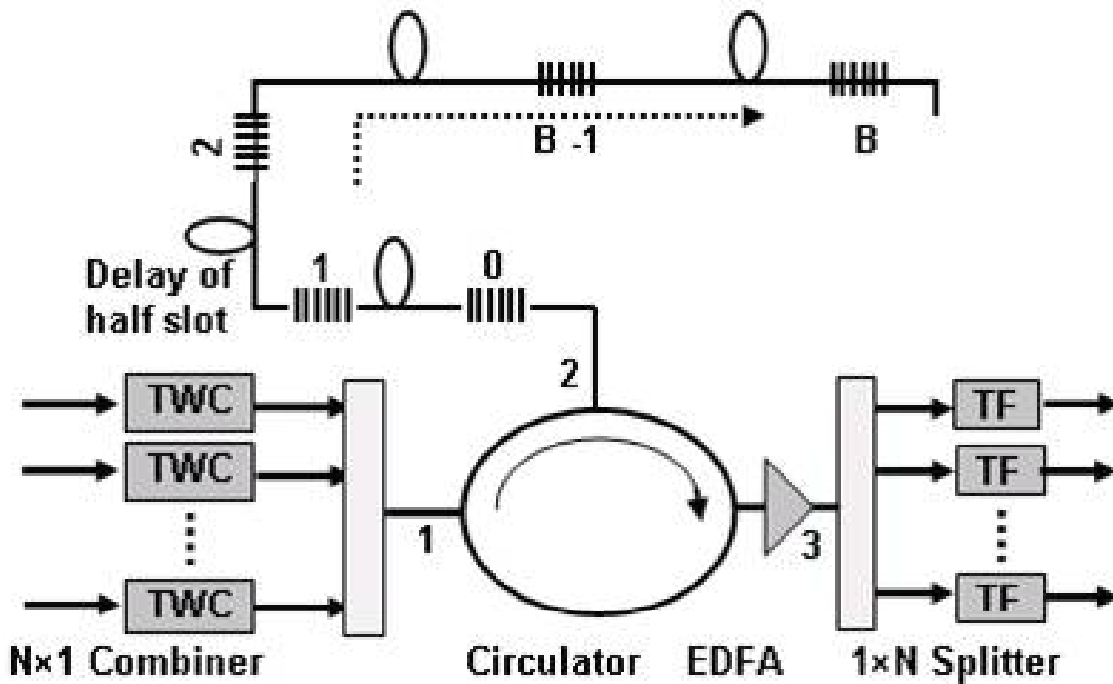 B -1
B
2
1
0
Delay of
half slot
2
TWC
TF
TWC
TF
1
3
TWC
TF
N×1 Combiner
Circulator
EDFA
1×N Splitter